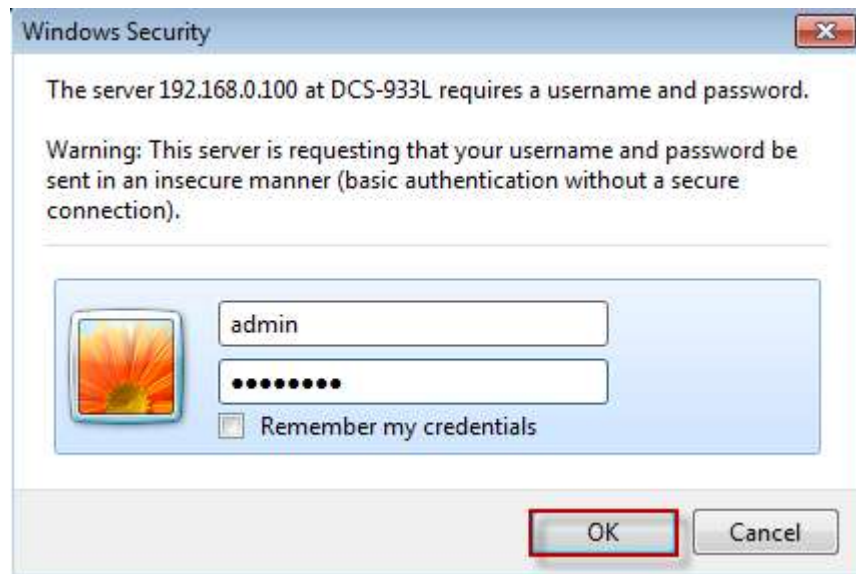 Windows Security
The server 192.168.0.100 at DCS-933L requires a username and password.
Warning: This server is requesting that your username and password be
sent in an insecure manner (basic authentication without a secure
connection).
admin
●●●●●●●●
Remember my credentials
OK Cancel